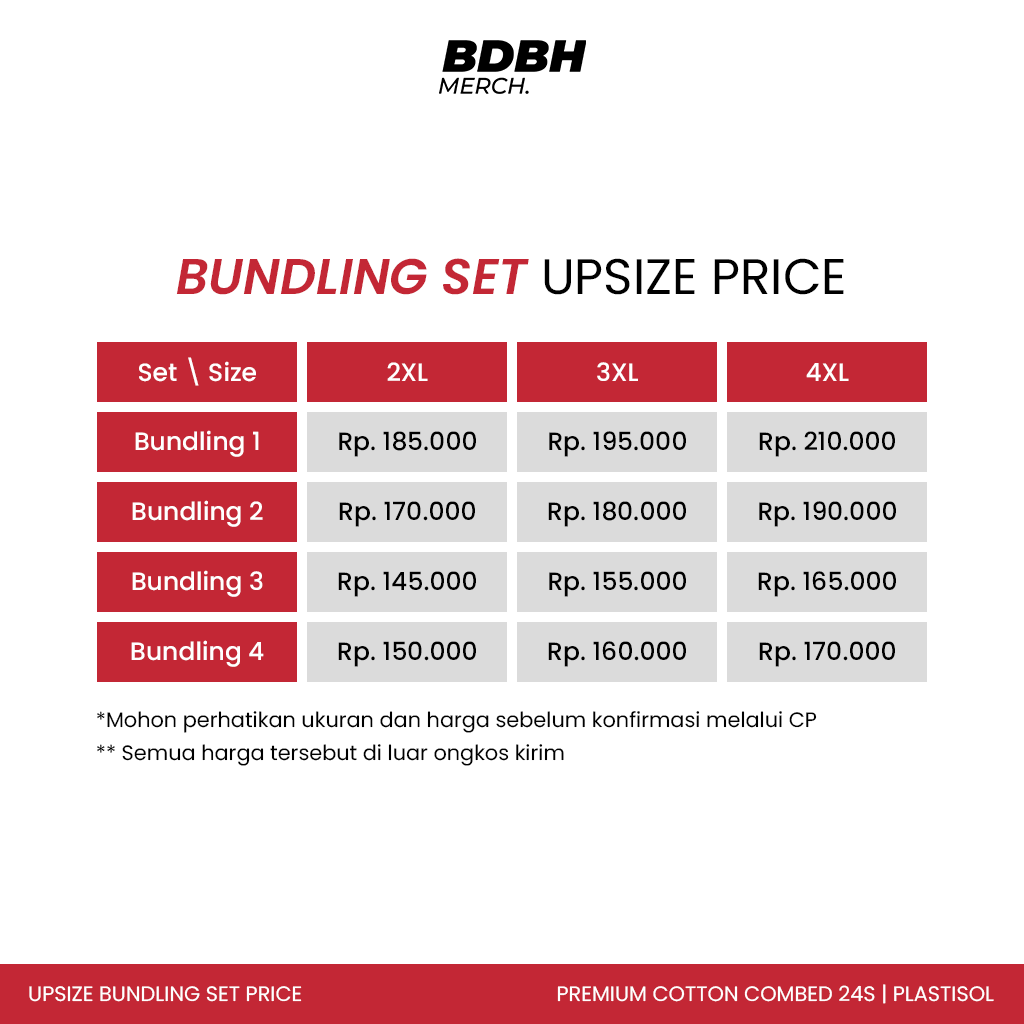 BDBH
MERCH.
BUNDLING SET UPSIZE PRICE
Set \ Size 2XL 3XL 4XL
Bundling 1 Rp. 185.000 Rp. 195.000 Rp. 210.000
Bundling 2 Rp. 170.000 Rp. 180.000 Rp. 190.000
Bundling 3 Rp. 145.000 Rp. 155.000 Rp. 165.000
Bundling 4 Rp. 150.000 Rp. 160.000 Rp. 170.000
*Mohon perhatikan ukuran dan harga sebelum konfirmasi melalui CP
** Semua harga tersebut di luar ongkos kirim
UPSIZE BUNDLING SET PRICE PREMIUM COTTON COMBED 24S | PLASTISOL